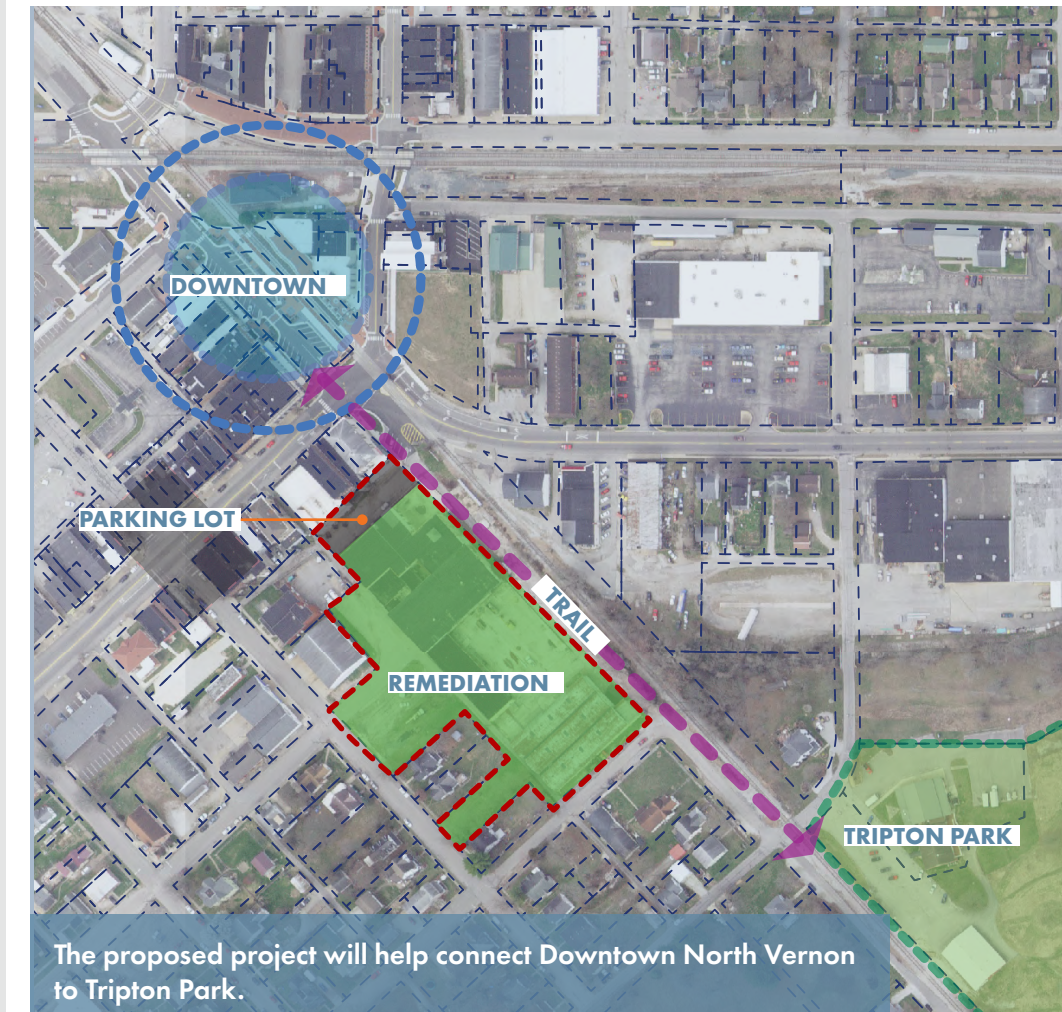 DOWNTOWN
PARKING LOT
TRAIL
REMEDIATION
TRIPTON PARK
The proposed project will help connect Downtown North Vernon
to Tripton Park.